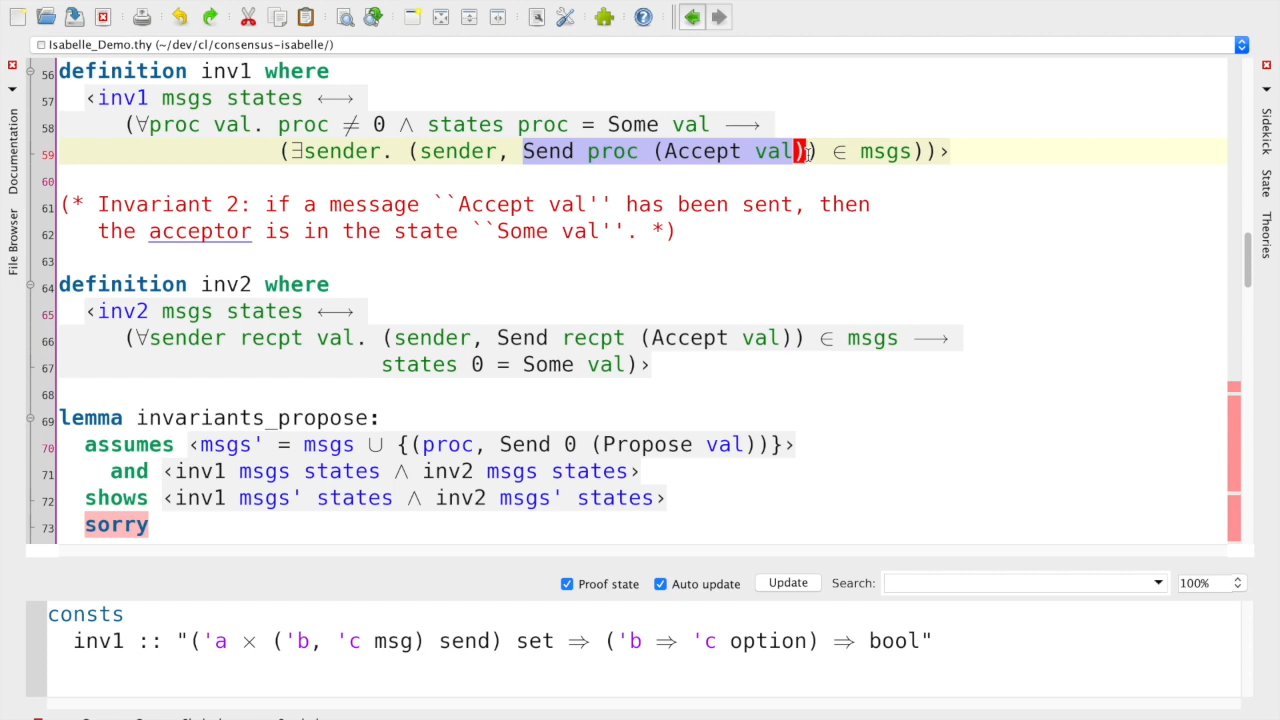 Isabelle_Demo.thy (~/dev/cl/consensus-isabelle/)
56 definition inv1 where
57 ‹inv1 msgs states ⟷
58 (∀proc val. proc ≠ 0 ∧ states proc = Some val ⟶
59 (∃sender. (sender, Send proc (Accept val)) ∈ msgs))›
60
61 (* Invariant 2: if a message ``Accept val'' has been sent, then
62 the acceptor is in the state ``Some val''. *)
63
64 definition inv2 where
65 ‹inv2 msgs states ⟷
66 (∀sender recpt val. (sender, Send recpt (Accept val)) ∈ msgs ⟶
67 states 0 = Some val)›
68
69 lemma invariants_propose:
70 assumes ‹msgs' = msgs ∪ {(proc, Send 0 (Propose val))}›
71 and ‹inv1 msgs states ∧ inv2 msgs states›
72 shows ‹inv1 msgs' states ∧ inv2 msgs' states›
73 sorry
Documentation
File Browser
Sidekick
State
Theories
Proof state Auto update Update Search: 100%
consts
inv1 :: "('a × ('b, 'c msg) send) set ⇒ ('b ⇒ 'c option) ⇒ bool"